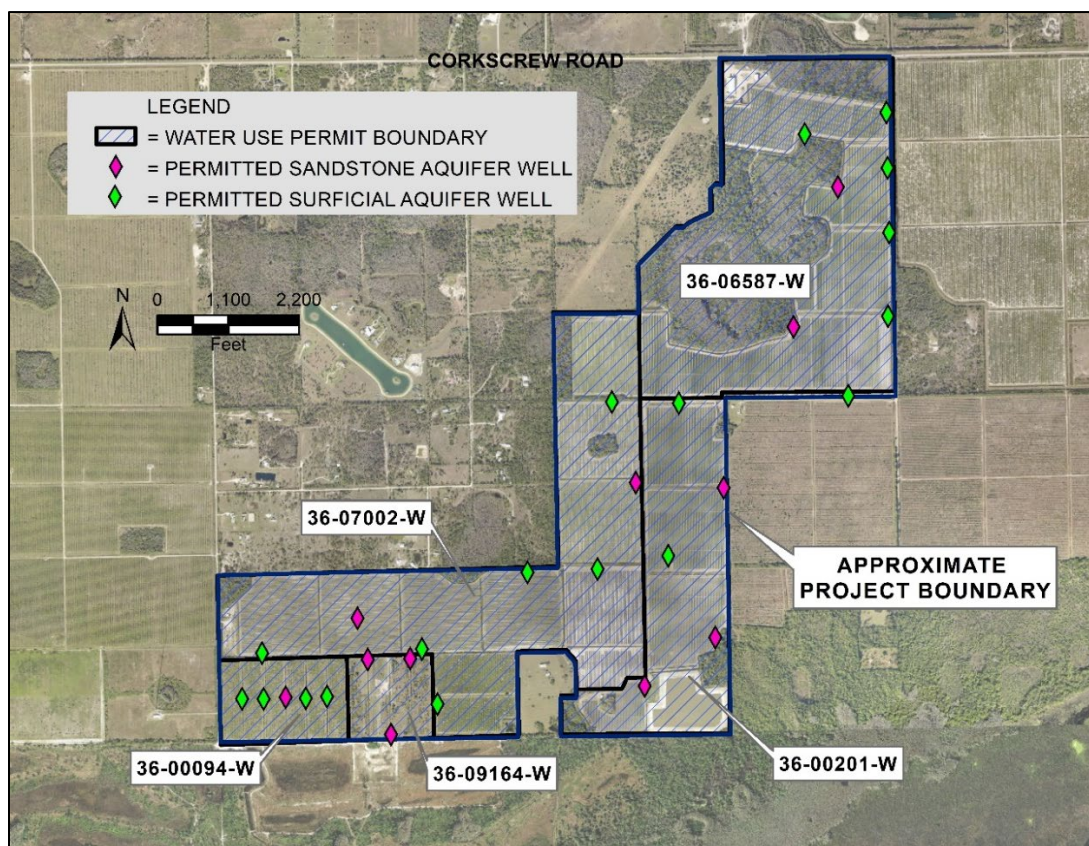 CORKSCREW ROAD
LEGEND
= WATER USE PERMIT BOUNDARY
= PERMITTED SANDSTONE AQUIFER WELL
= PERMITTED SURFICIAL AQUIFER WELL
36-06587-W
N
0 1,100 2,200
Feet
36-07002-W
APPROXIMATE
PROJECT BOUNDARY
36-00094-W
36-09164-W
36-00201-W